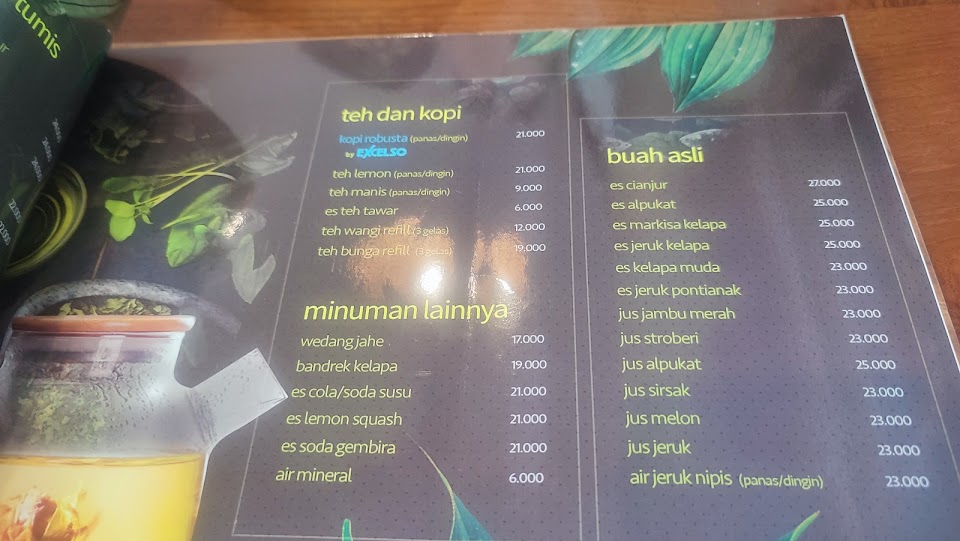 tumis
teh dan kopi
kopi robusta (panas/dingin) 21.000
by EXCELSO
teh lemon (panas/dingin) 21.000
teh manis (panas/dingin) 9.000
es teh tawar 6.000
teh wangi refill (3 gelas) 12.000
teh bunga refill (3 gelas) 19.000
minuman lainnya
wedang jahe 17.000
bandrek kelapa 19.000
es cola/soda susu 21.000
es lemon squash 21.000
es soda gembira 21.000
air mineral 6.000
buah asli
es cianjur 27.000
es alpukat 25.000
es markisa kelapa 25.000
es jeruk kelapa 25.000
es kelapa muda 23.000
es jeruk pontianak 23.000
jus jambu merah 23.000
jus stroberi 23.000
jus alpukat 25.000
jus sirsak 23.000
jus melon 23.000
jus jeruk 23.000
air jeruk nipis (panas/dingin) 23.000